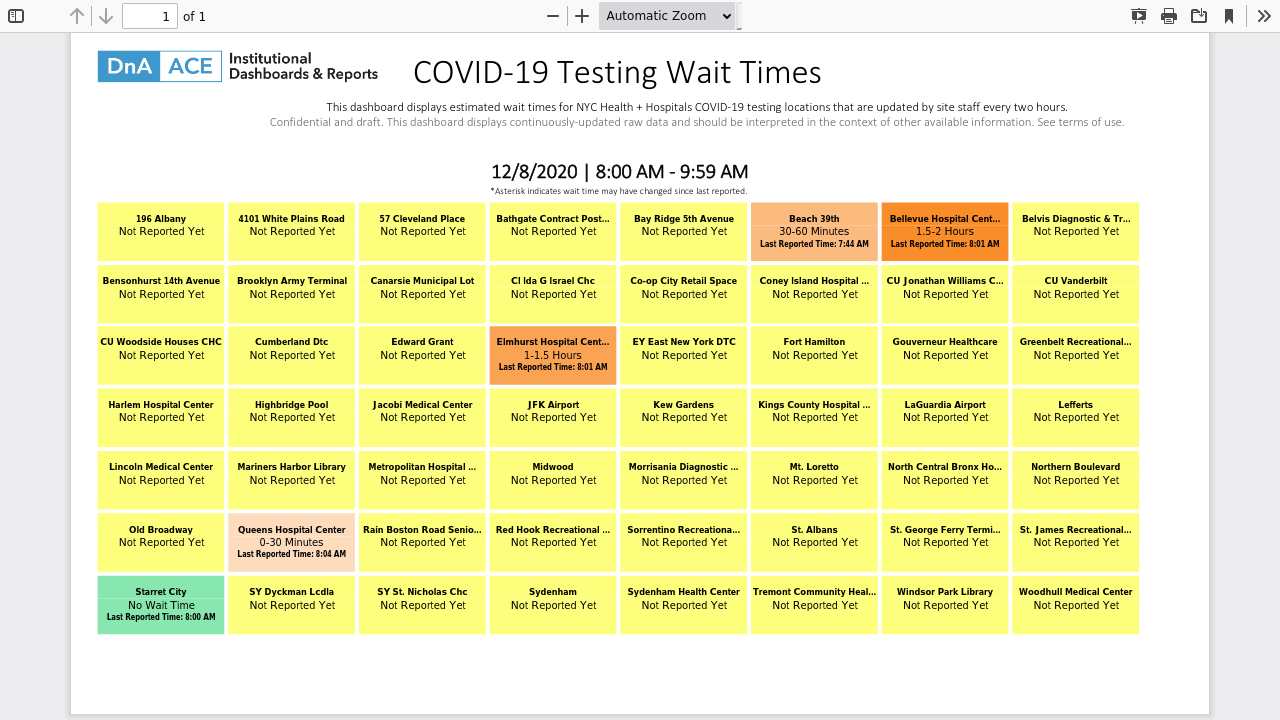 1 of 1
Automatic Zoom
DnA ACE Institutional Dashboards & Reports
COVID-19 Testing Wait Times
This dashboard displays estimated wait times for NYC Health + Hospitals COVID-19 testing locations that are updated by site staff every two hours.
Confidential and draft. This dashboard displays continuously-updated raw data and should be interpreted in the context of other available information. See terms of use.
12/8/2020 | 8:00 AM - 9:59 AM
*Asterisk indicates wait time may have changed since last reported.
196 Albany
Not Reported Yet
4101 White Plains Road
Not Reported Yet
57 Cleveland Place
Not Reported Yet
Bathgate Contract Post...
Not Reported Yet
Bay Ridge 5th Avenue
Not Reported Yet
Beach 39th
30-60 Minutes
Last Reported Time: 7:44 AM
Bellevue Hospital Cent...
1.5-2 Hours
Last Reported Time: 8:01 AM
Belvis Diagnostic & Tr...
Not Reported Yet
Bensonhurst 14th Avenue
Not Reported Yet
Brooklyn Army Terminal
Not Reported Yet
Canarsie Municipal Lot
Not Reported Yet
Cl Ida G Israel Chc
Not Reported Yet
Co-op City Retail Space
Not Reported Yet
Coney Island Hospital ...
Not Reported Yet
CU Jonathan Williams C...
Not Reported Yet
CU Vanderbilt
Not Reported Yet
CU Woodside Houses CHC
Not Reported Yet
Cumberland Dtc
Not Reported Yet
Edward Grant
Not Reported Yet
Elmhurst Hospital Cent...
1-1.5 Hours
Last Reported Time: 8:01 AM
EY East New York DTC
Not Reported Yet
Fort Hamilton
Not Reported Yet
Gouverneur Healthcare
Not Reported Yet
Greenbelt Recreational...
Not Reported Yet
Harlem Hospital Center
Not Reported Yet
Highbridge Pool
Not Reported Yet
Jacobi Medical Center
Not Reported Yet
JFK Airport
Not Reported Yet
Kew Gardens
Not Reported Yet
Kings County Hospital ...
Not Reported Yet
LaGuardia Airport
Not Reported Yet
Lefferts
Not Reported Yet
Lincoln Medical Center
Not Reported Yet
Mariners Harbor Library
Not Reported Yet
Metropolitan Hospital ...
Not Reported Yet
Midwood
Not Reported Yet
Morrisania Diagnostic ...
Not Reported Yet
Mt. Loretto
Not Reported Yet
North Central Bronx Ho...
Not Reported Yet
Northern Boulevard
Not Reported Yet
Old Broadway
Not Reported Yet
Queens Hospital Center
0-30 Minutes
Last Reported Time: 8:04 AM
Rain Boston Road Senio...
Not Reported Yet
Red Hook Recreational ...
Not Reported Yet
Sorrentino Recreationa...
Not Reported Yet
St. Albans
Not Reported Yet
St. George Ferry Termi...
Not Reported Yet
St. James Recreational...
Not Reported Yet
Starret City
No Wait Time
Last Reported Time: 8:00 AM
SY Dyckman Lcdla
Not Reported Yet
SY St. Nicholas Chc
Not Reported Yet
Sydenham
Not Reported Yet
Sydenham Health Center
Not Reported Yet
Tremont Community Heal...
Not Reported Yet
Windsor Park Library
Not Reported Yet
Woodhull Medical Center
Not Reported Yet